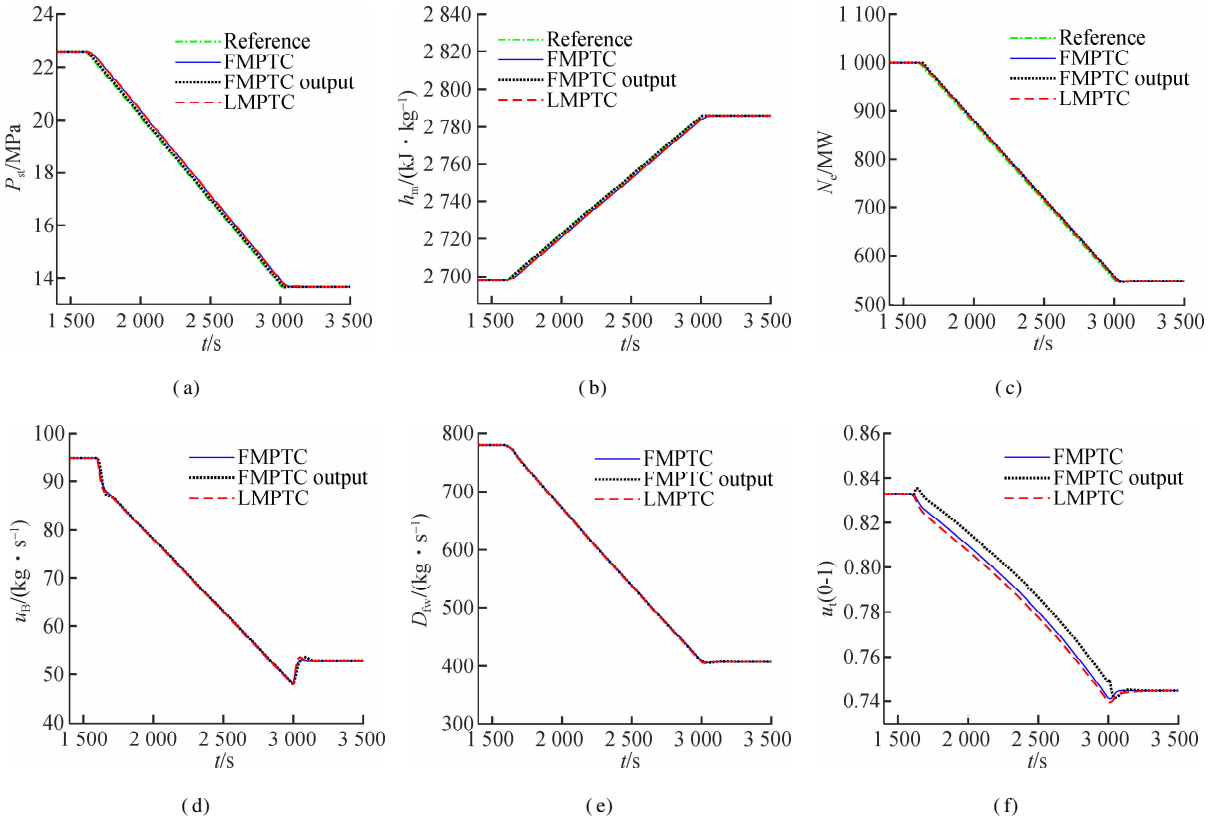 24
22
20
18
16
14
P_st/MPa
Reference
FMPTC
FMPTC output
LMPTC
1 500 2 000 2 500 3 000 3 500
t/s
(a)
2 840
2 820
2 800
2 780
2 760
2 740
2 720
2 700
h_m/(kJ·kg⁻¹)
Reference
FMPTC
FMPTC output
LMPTC
1 500 2 000 2 500 3 000 3 500
t/s
(b)
1 100
1 000
900
800
700
600
500
N_e/MW
Reference
FMPTC
FMPTC output
LMPTC
1 500 2 000 2 500 3 000 3 500
t/s
(c)
100
90
80
70
60
50
40
u_B/(kg·s⁻¹)
FMPTC
FMPTC output
LMPTC
1 500 2 000 2 500 3 000 3 500
t/s
(d)
800
700
600
500
400
300
D_fw/(kg·s⁻¹)
FMPTC
FMPTC output
LMPTC
1 500 2 000 2 500 3 000 3 500
t/s
(e)
0.86
0.84
0.82
0.80
0.78
0.76
0.74
u_t(0-1)
FMPTC
FMPTC output
LMPTC
1 500 2 000 2 500 3 000 3 500
t/s
(f)